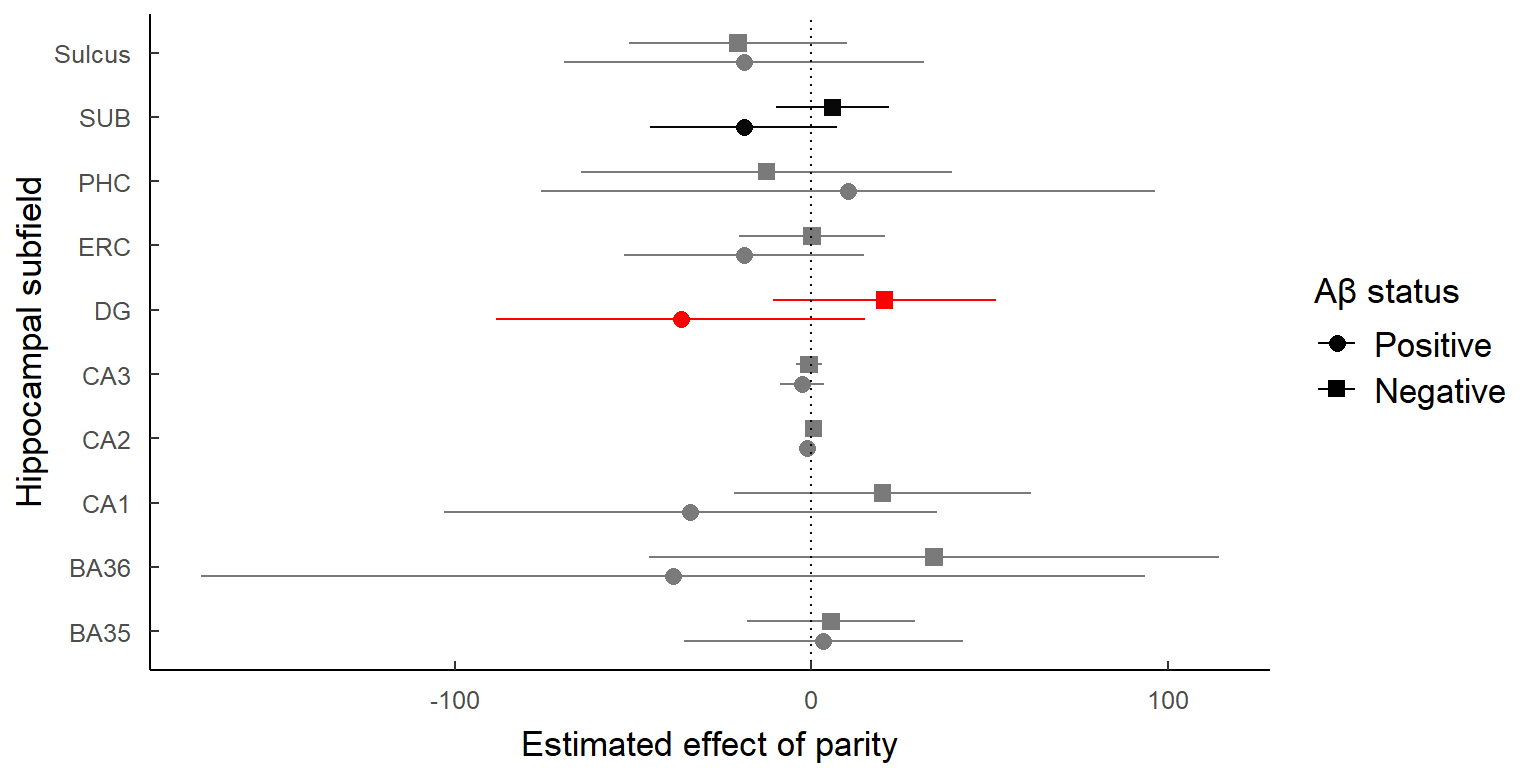 Hippocampal subfield
Sulcus
SUB
PHC
ERC
DG
CA3
CA2
CA1
BA36
BA35
-100
0
100
Estimated effect of parity
Aβ status
Positive
Negative